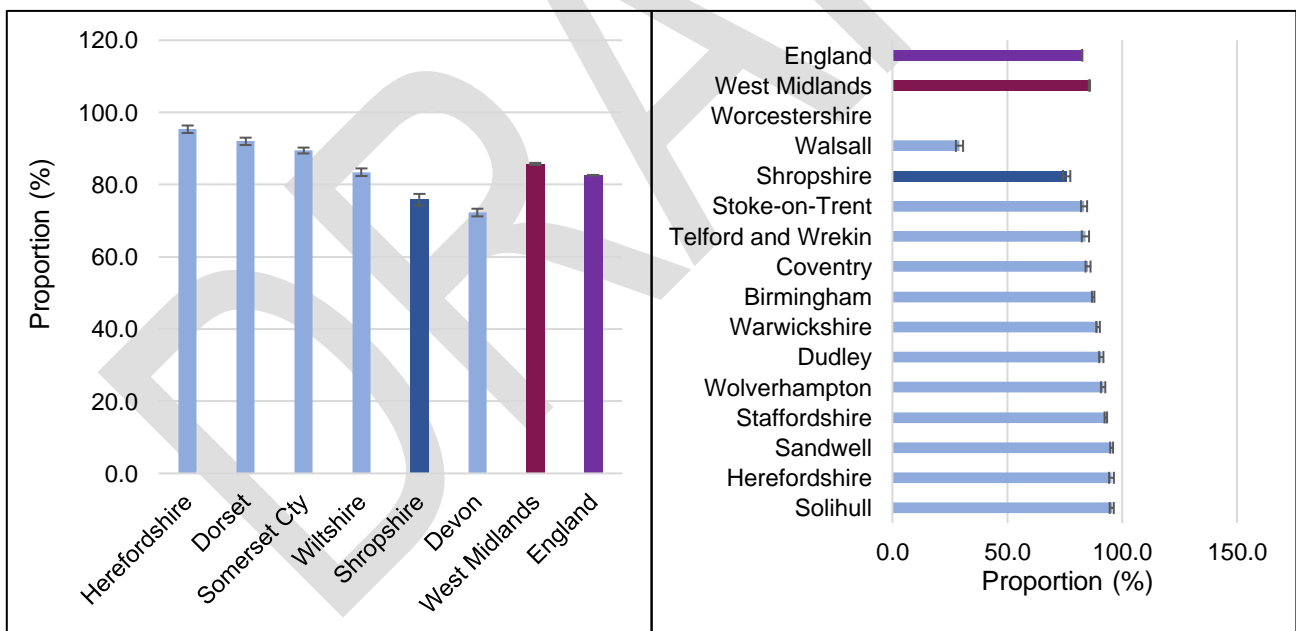 120.0
100.0
80.0
60.0
40.0
20.0
0.0
Proportion (%)
Herefordshire
Dorset
Somerset Cty
Wiltshire
Shropshire
Devon
West Midlands
England
England
West Midlands
Worcestershire
Walsall
Shropshire
Stoke-on-Trent
Telford and Wrekin
Coventry
Birmingham
Warwickshire
Dudley
Wolverhampton
Staffordshire
Sandwell
Herefordshire
Solihull
0.0 50.0 100.0 150.0
Proportion (%)
DRA